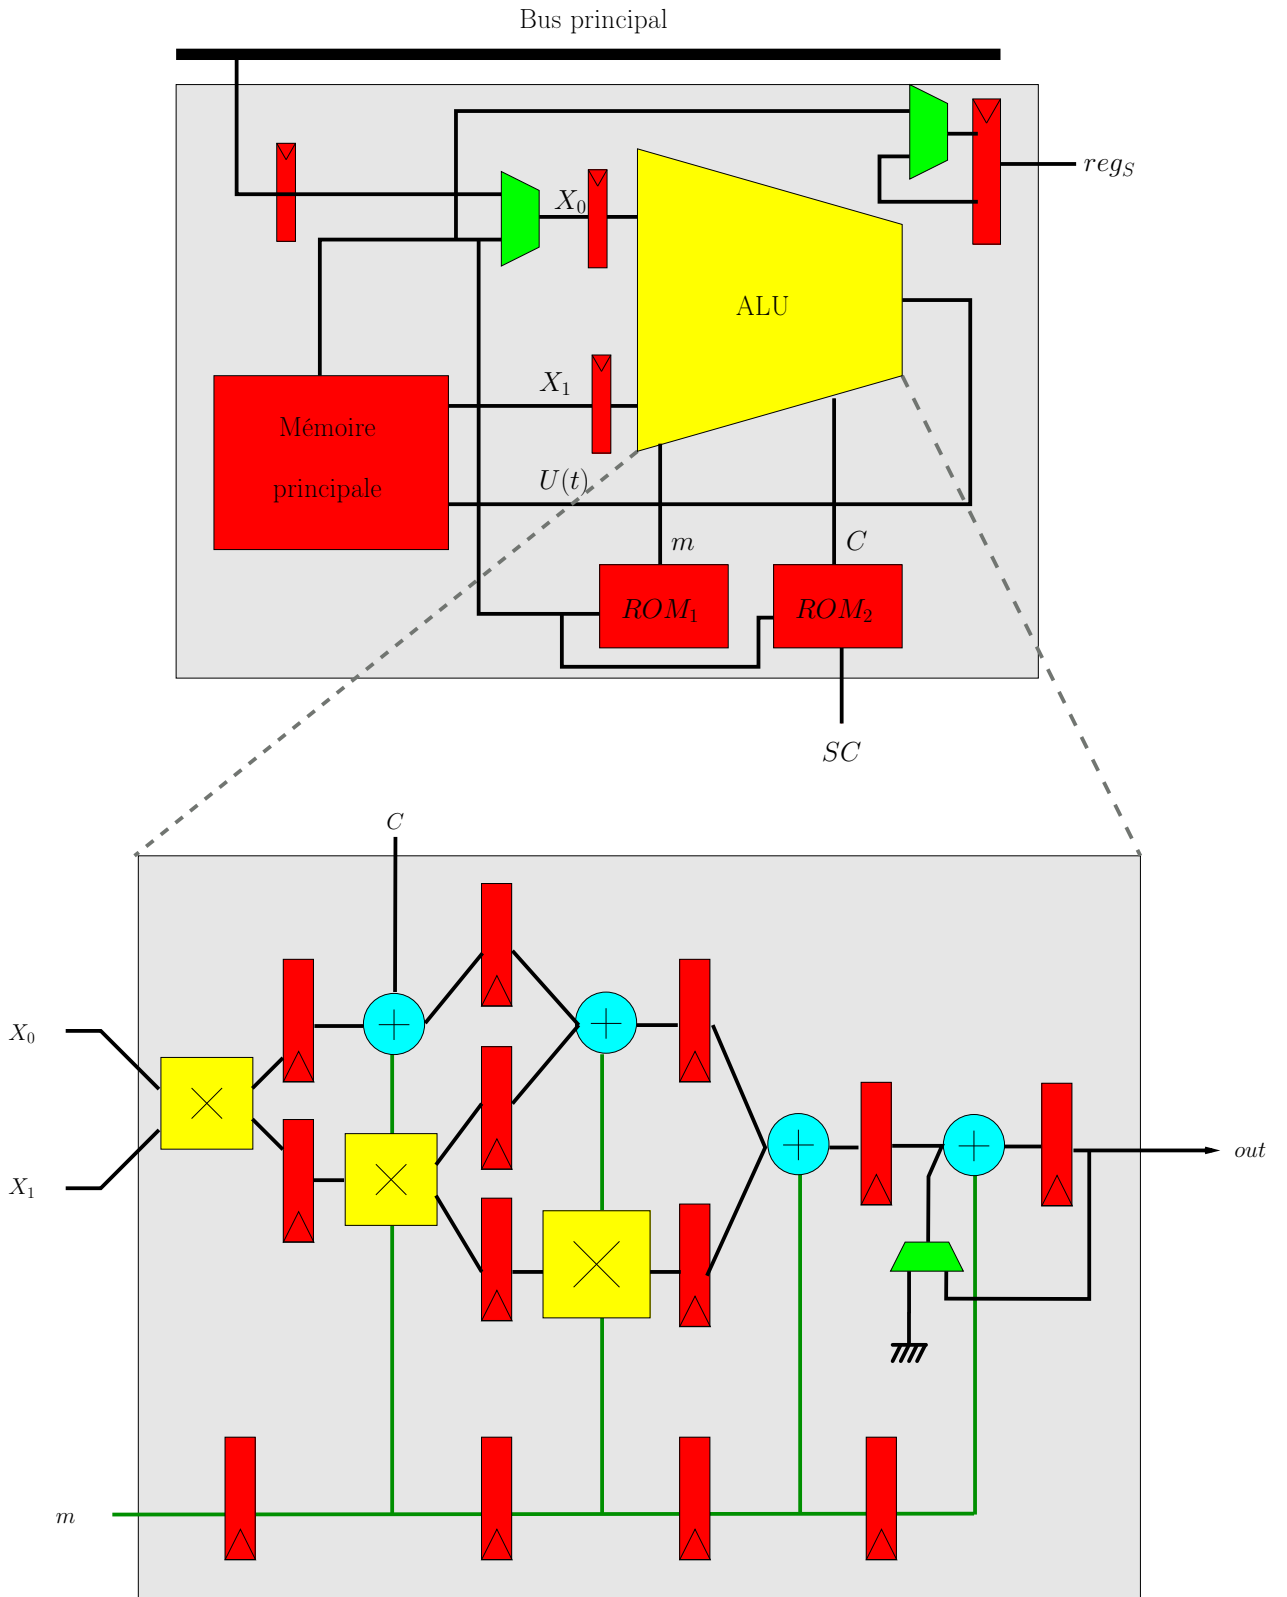 Bus principal
reg_S
X_0
ALU
X_1
Mémoire
principale
U(t)
m
C
ROM_1
ROM_2
SC
C
X_0
X_1
out
m